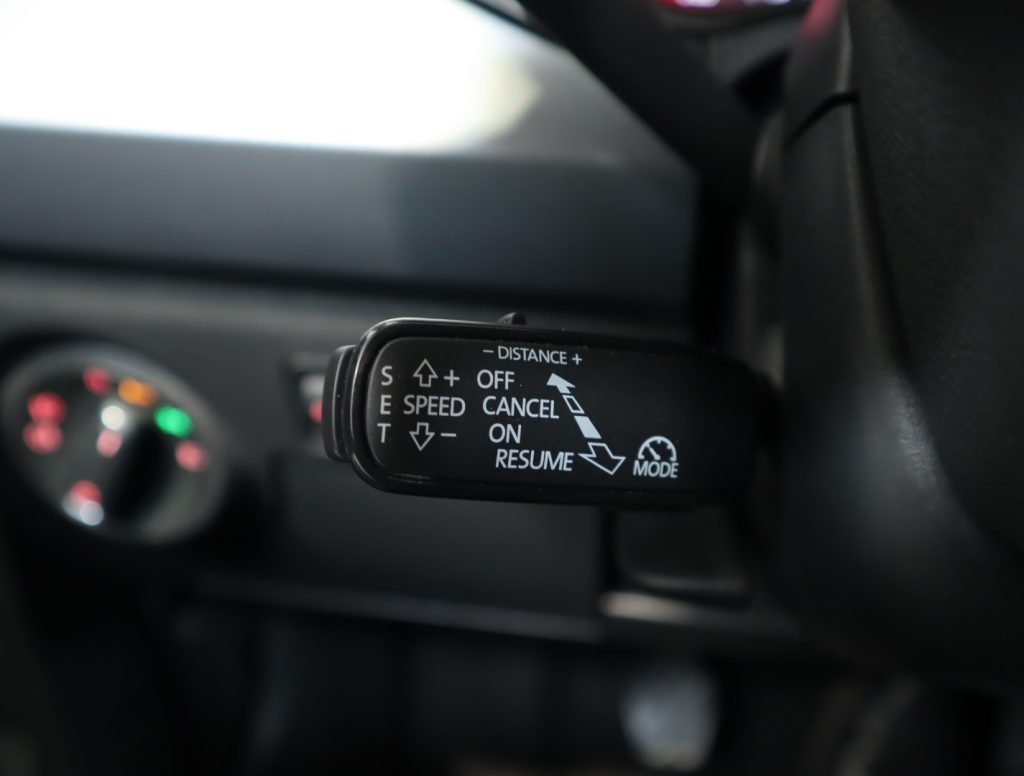 − DISTANCE +
S + OFF
E SPEED CANCEL
T − ON
RESUME
MODE